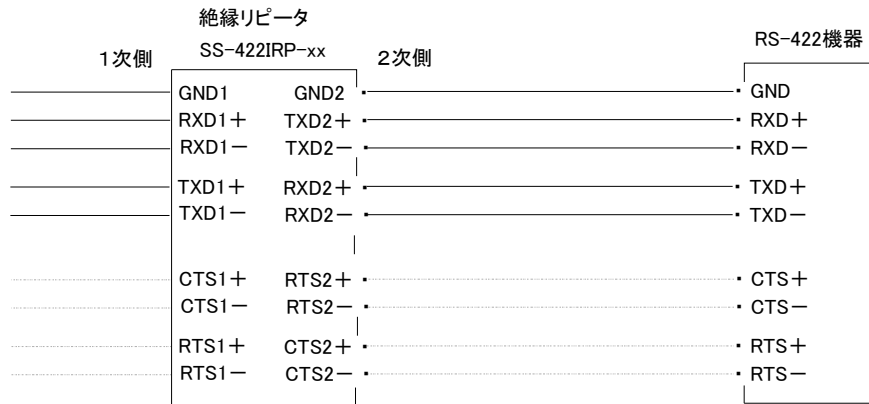 絶縁リピータ
SS-422IRP-xx
1次側
2次側
RS-422機器
GND1 GND2 GND
RXD1+ TXD2+ RXD+
RXD1- TXD2- RXD-
TXD1+ RXD2+ TXD+
TXD1- RXD2- TXD-
CTS1+ RTS2+ CTS+
CTS1- RTS2- CTS-
RTS1+ CTS2+ RTS+
RTS1- CTS2- RTS-